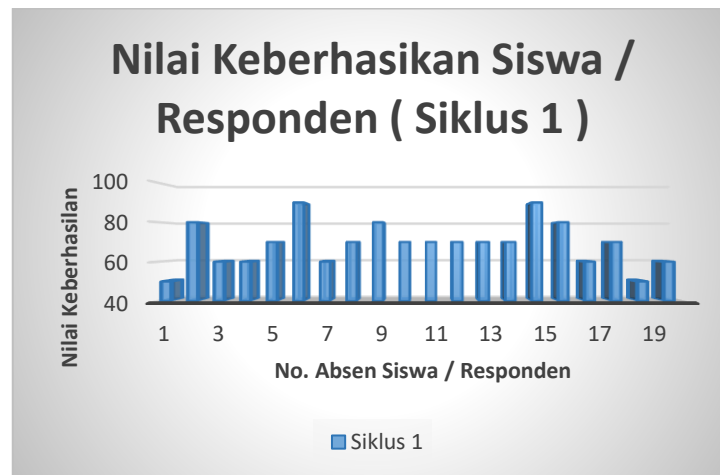 Nilai Keberhasikan Siswa /
Responden ( Siklus 1 )
Nilai Keberhasilan
100
80
60
40
1 3 5 7 9 11 13 15 17 19
No. Absen Siswa / Responden
Siklus 1